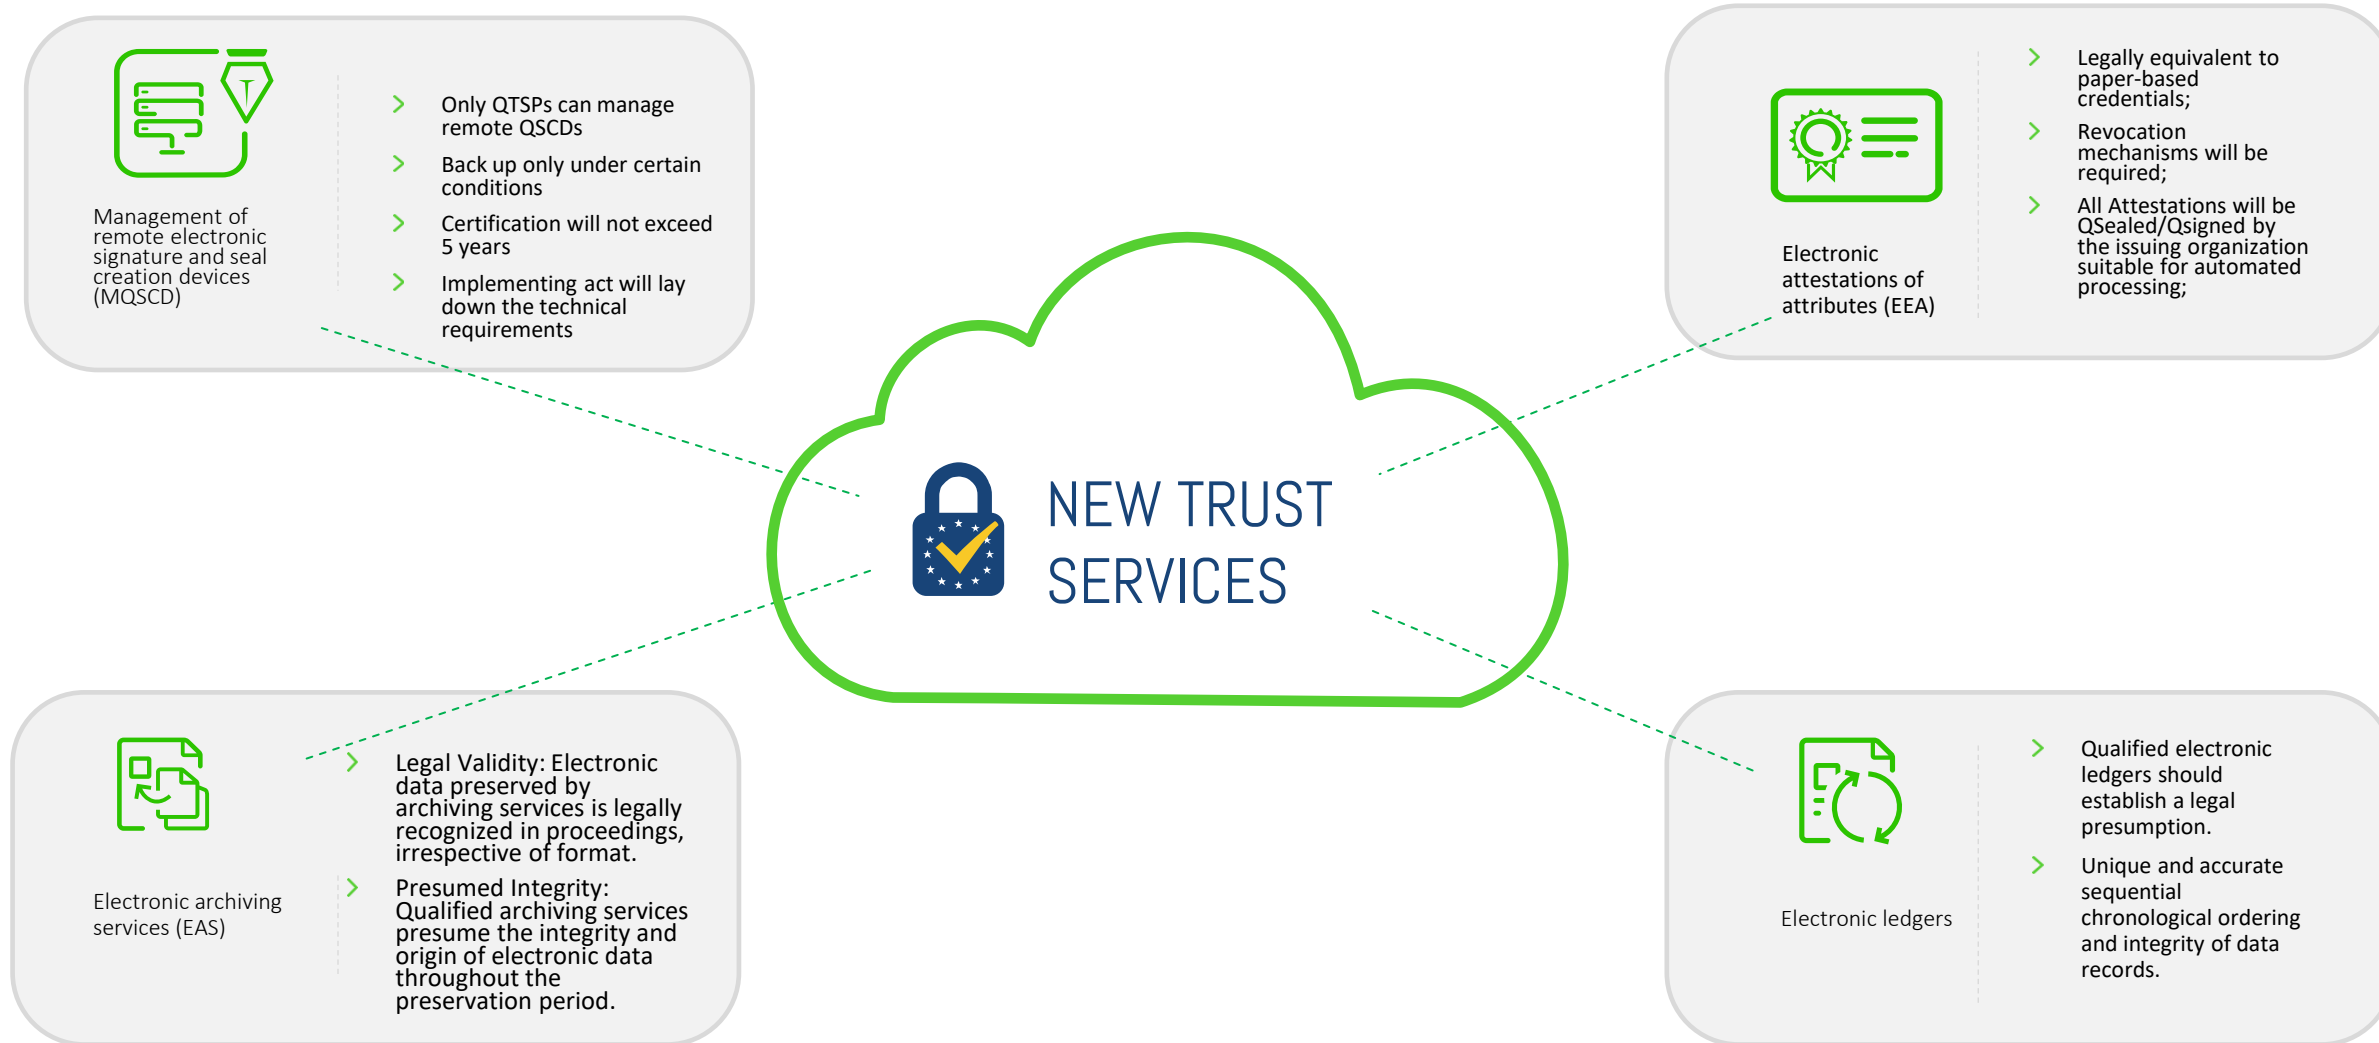 Management of
remote electronic
signature and seal
creation devices
(MQSCD)
Only QTSPs can manage
remote QSCDs
Back up only under certain
conditions
Certification will not exceed
5 years
Implementing act will lay
down the technical
requirements
Electronic
attestations of
attributes (EEA)
Legally equivalent to
paper-based
credentials;
Revocation
mechanisms will be
required;
All Attestations will be
QSealed/Qsigned by
the issuing organization
suitable for automated
processing;
NEW TRUST
SERVICES
Electronic archiving
services (EAS)
Legal Validity: Electronic
data preserved by
archiving services is legally
recognized in proceedings,
irrespective of format.
Presumed Integrity:
Qualified archiving services
presume the integrity and
origin of electronic data
throughout the
preservation period.
Electronic ledgers
Qualified electronic
ledgers should
establish a legal
presumption.
Unique and accurate
sequential
chronological ordering
and integrity of data
records.